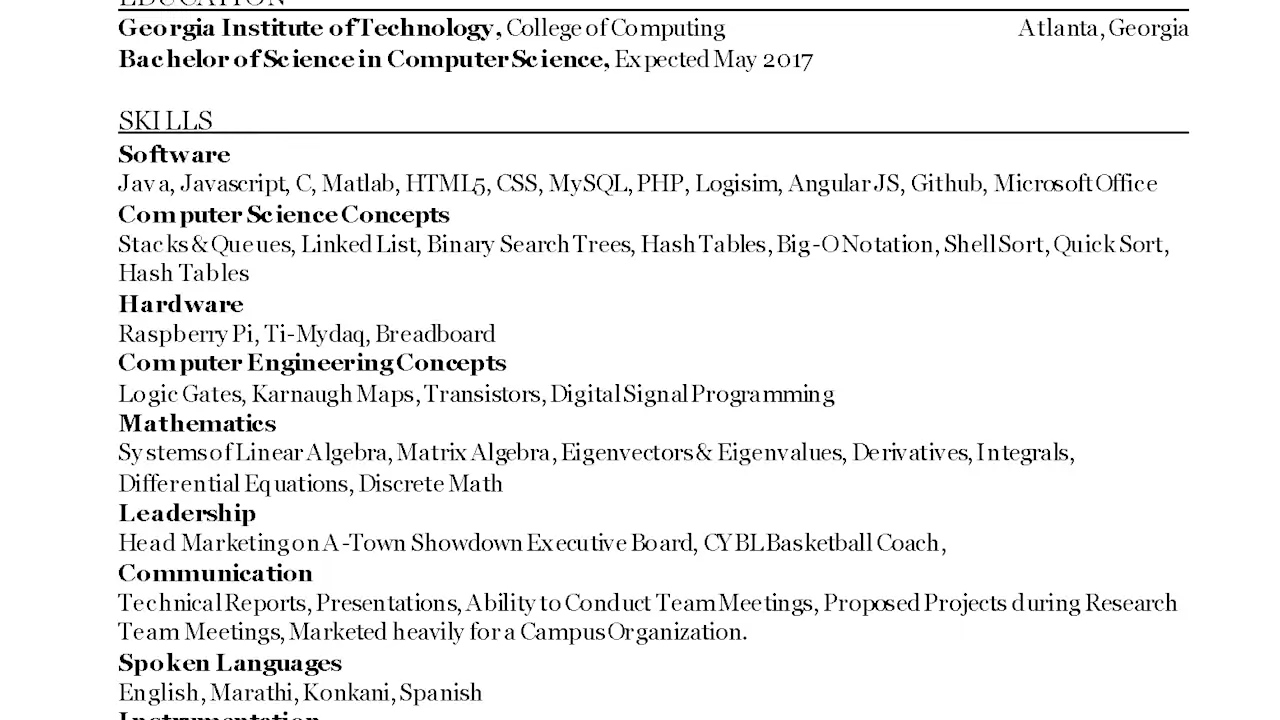 EDUCATION
Georgia Institute of Technology, College of Computing Atlanta, Georgia
Bachelor of Science in Computer Science, Expected May 2017
SKILLS
Software
Java, Javascript, C, Matlab, HTML5, CSS, MySQL, PHP, Logisim, Angular JS, Github, Microsoft Office
Computer Science Concepts
Stacks & Queues, Linked List, Binary Search Trees, Hash Tables, Big-O Notation, Shell Sort, Quick Sort,
Hash Tables
Hardware
Raspberry Pi, Ti-Mydaq, Breadboard
Computer Engineering Concepts
Logic Gates, Karnaugh Maps, Transistors, Digital Signal Programming
Mathematics
Systems of Linear Algebra, Matrix Algebra, Eigenvectors & Eigenvalues, Derivatives, Integrals,
Differential Equations, Discrete Math
Leadership
Head Marketing on A-Town Showdown Executive Board, CYBL Basketball Coach,
Communication
Technical Reports, Presentations, Ability to Conduct Team Meetings, Proposed Projects during Research
Team Meetings, Marketed heavily for a Campus Organization.
Spoken Languages
English, Marathi, Konkani, Spanish
Instrumentation